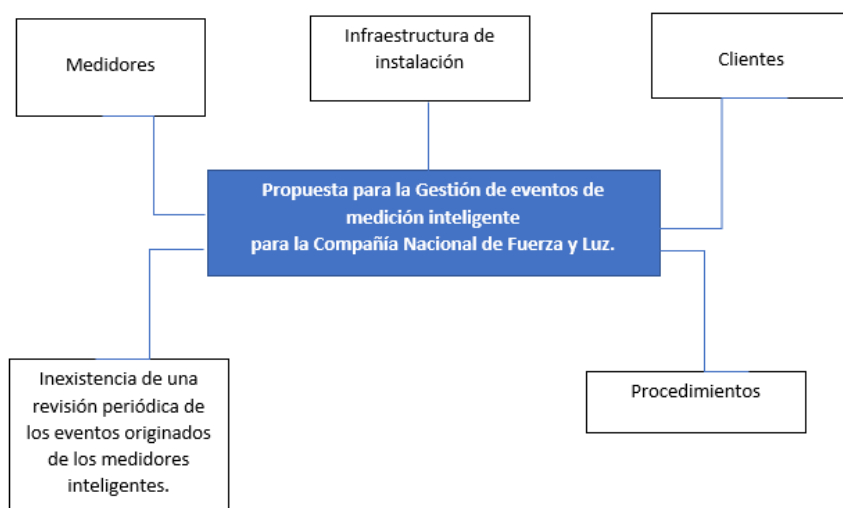 Medidores
Infraestructura de
instalación
Clientes
Propuesta para la Gestión de eventos de
medición inteligente
para la Compañía Nacional de Fuerza y Luz.
Inexistencia de una
revisión periódica de
los eventos originados
de los medidores
inteligentes.
Procedimientos